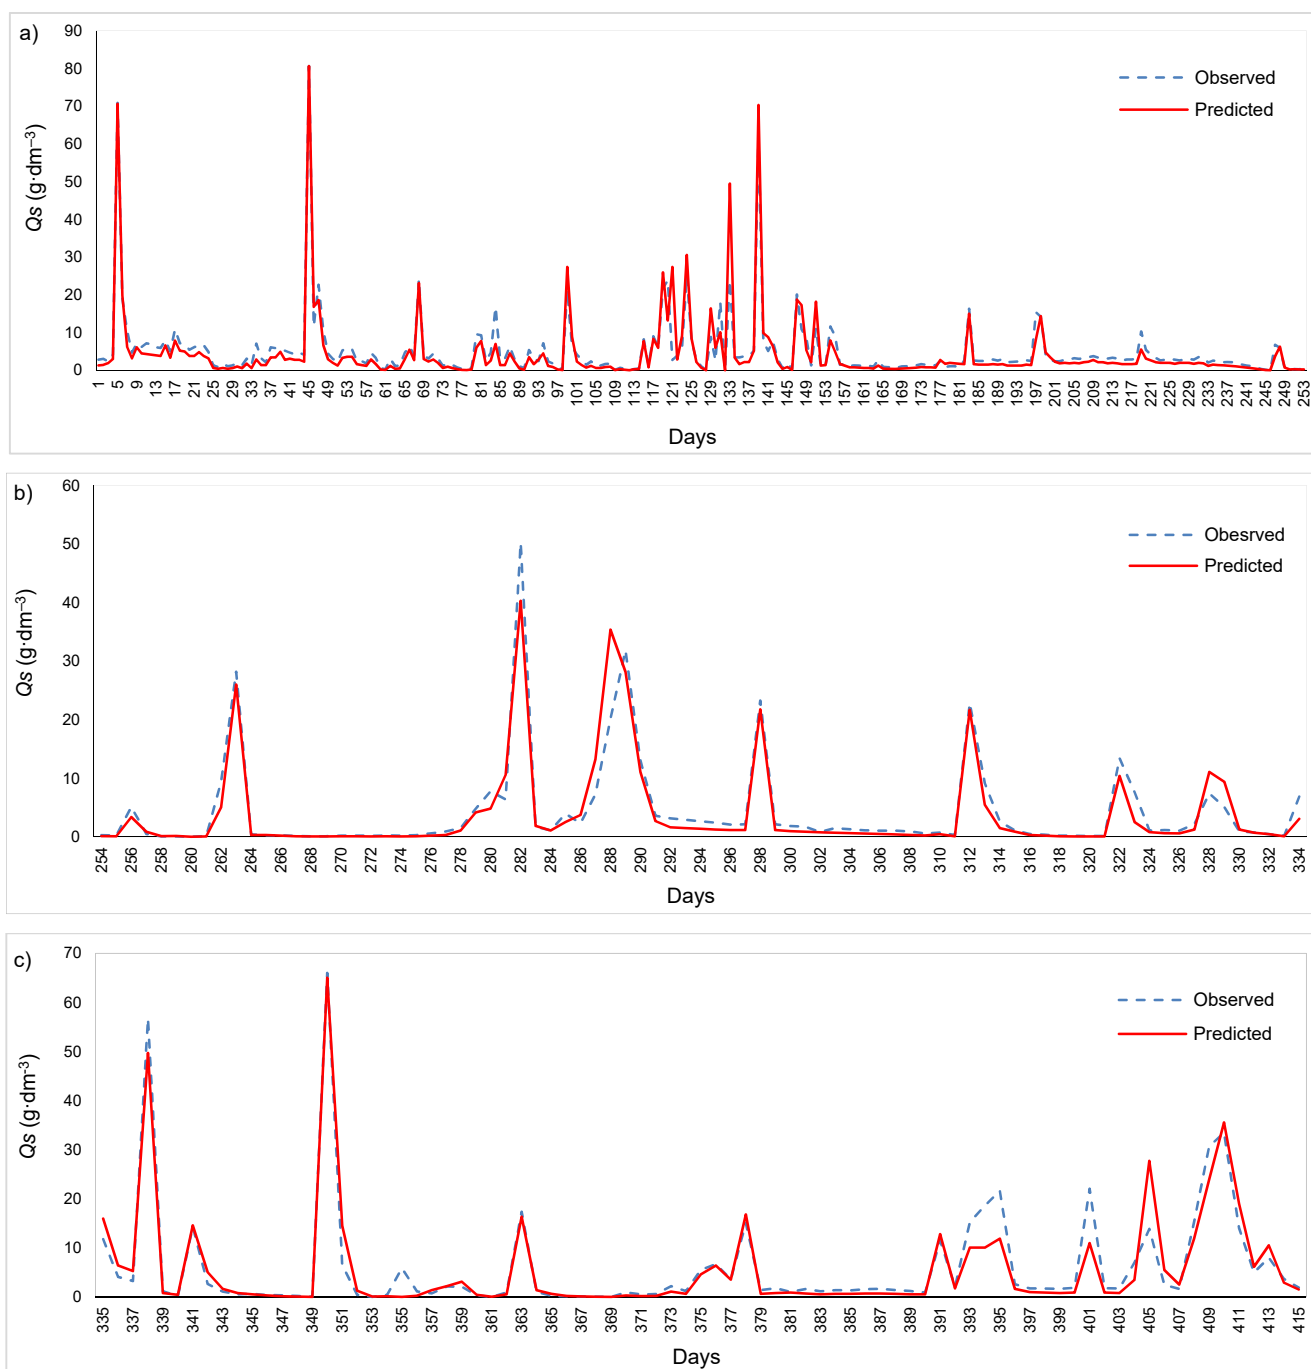 a)
90
80
70
60
50
40
30
20
10
0
Qs (g·dm⁻³)
Observed
Predicted
1 5 9 13 17 21 25 29 33 37 41 45 49 53 57 61 65 69 73 77 81 85 89 93 97 101 105 109 113 117 121 125 129 133 137 141 145 149 153 157 161 165 169 173 177 181 185 189 193 197 201 205 209 213 217 221 225 229 233 237 241 245 249 253
Days
b)
60
50
40
30
20
10
0
Qs (g·dm⁻³)
Obesrved
Predicted
254 256 258 260 262 264 266 268 270 272 274 276 278 280 282 284 286 288 290 292 294 296 298 300 302 304 306 308 310 312 314 316 318 320 322 324 326 328 330 332 334
Days
c)
70
60
50
40
30
20
10
0
Qs (g·dm⁻³)
Observed
Predicted
335 337 339 341 343 345 347 349 351 353 355 357 359 361 363 365 367 369 371 373 375 377 379 381 383 385 387 389 391 393 395 397 399 401 403 405 407 409 411 413 415
Days